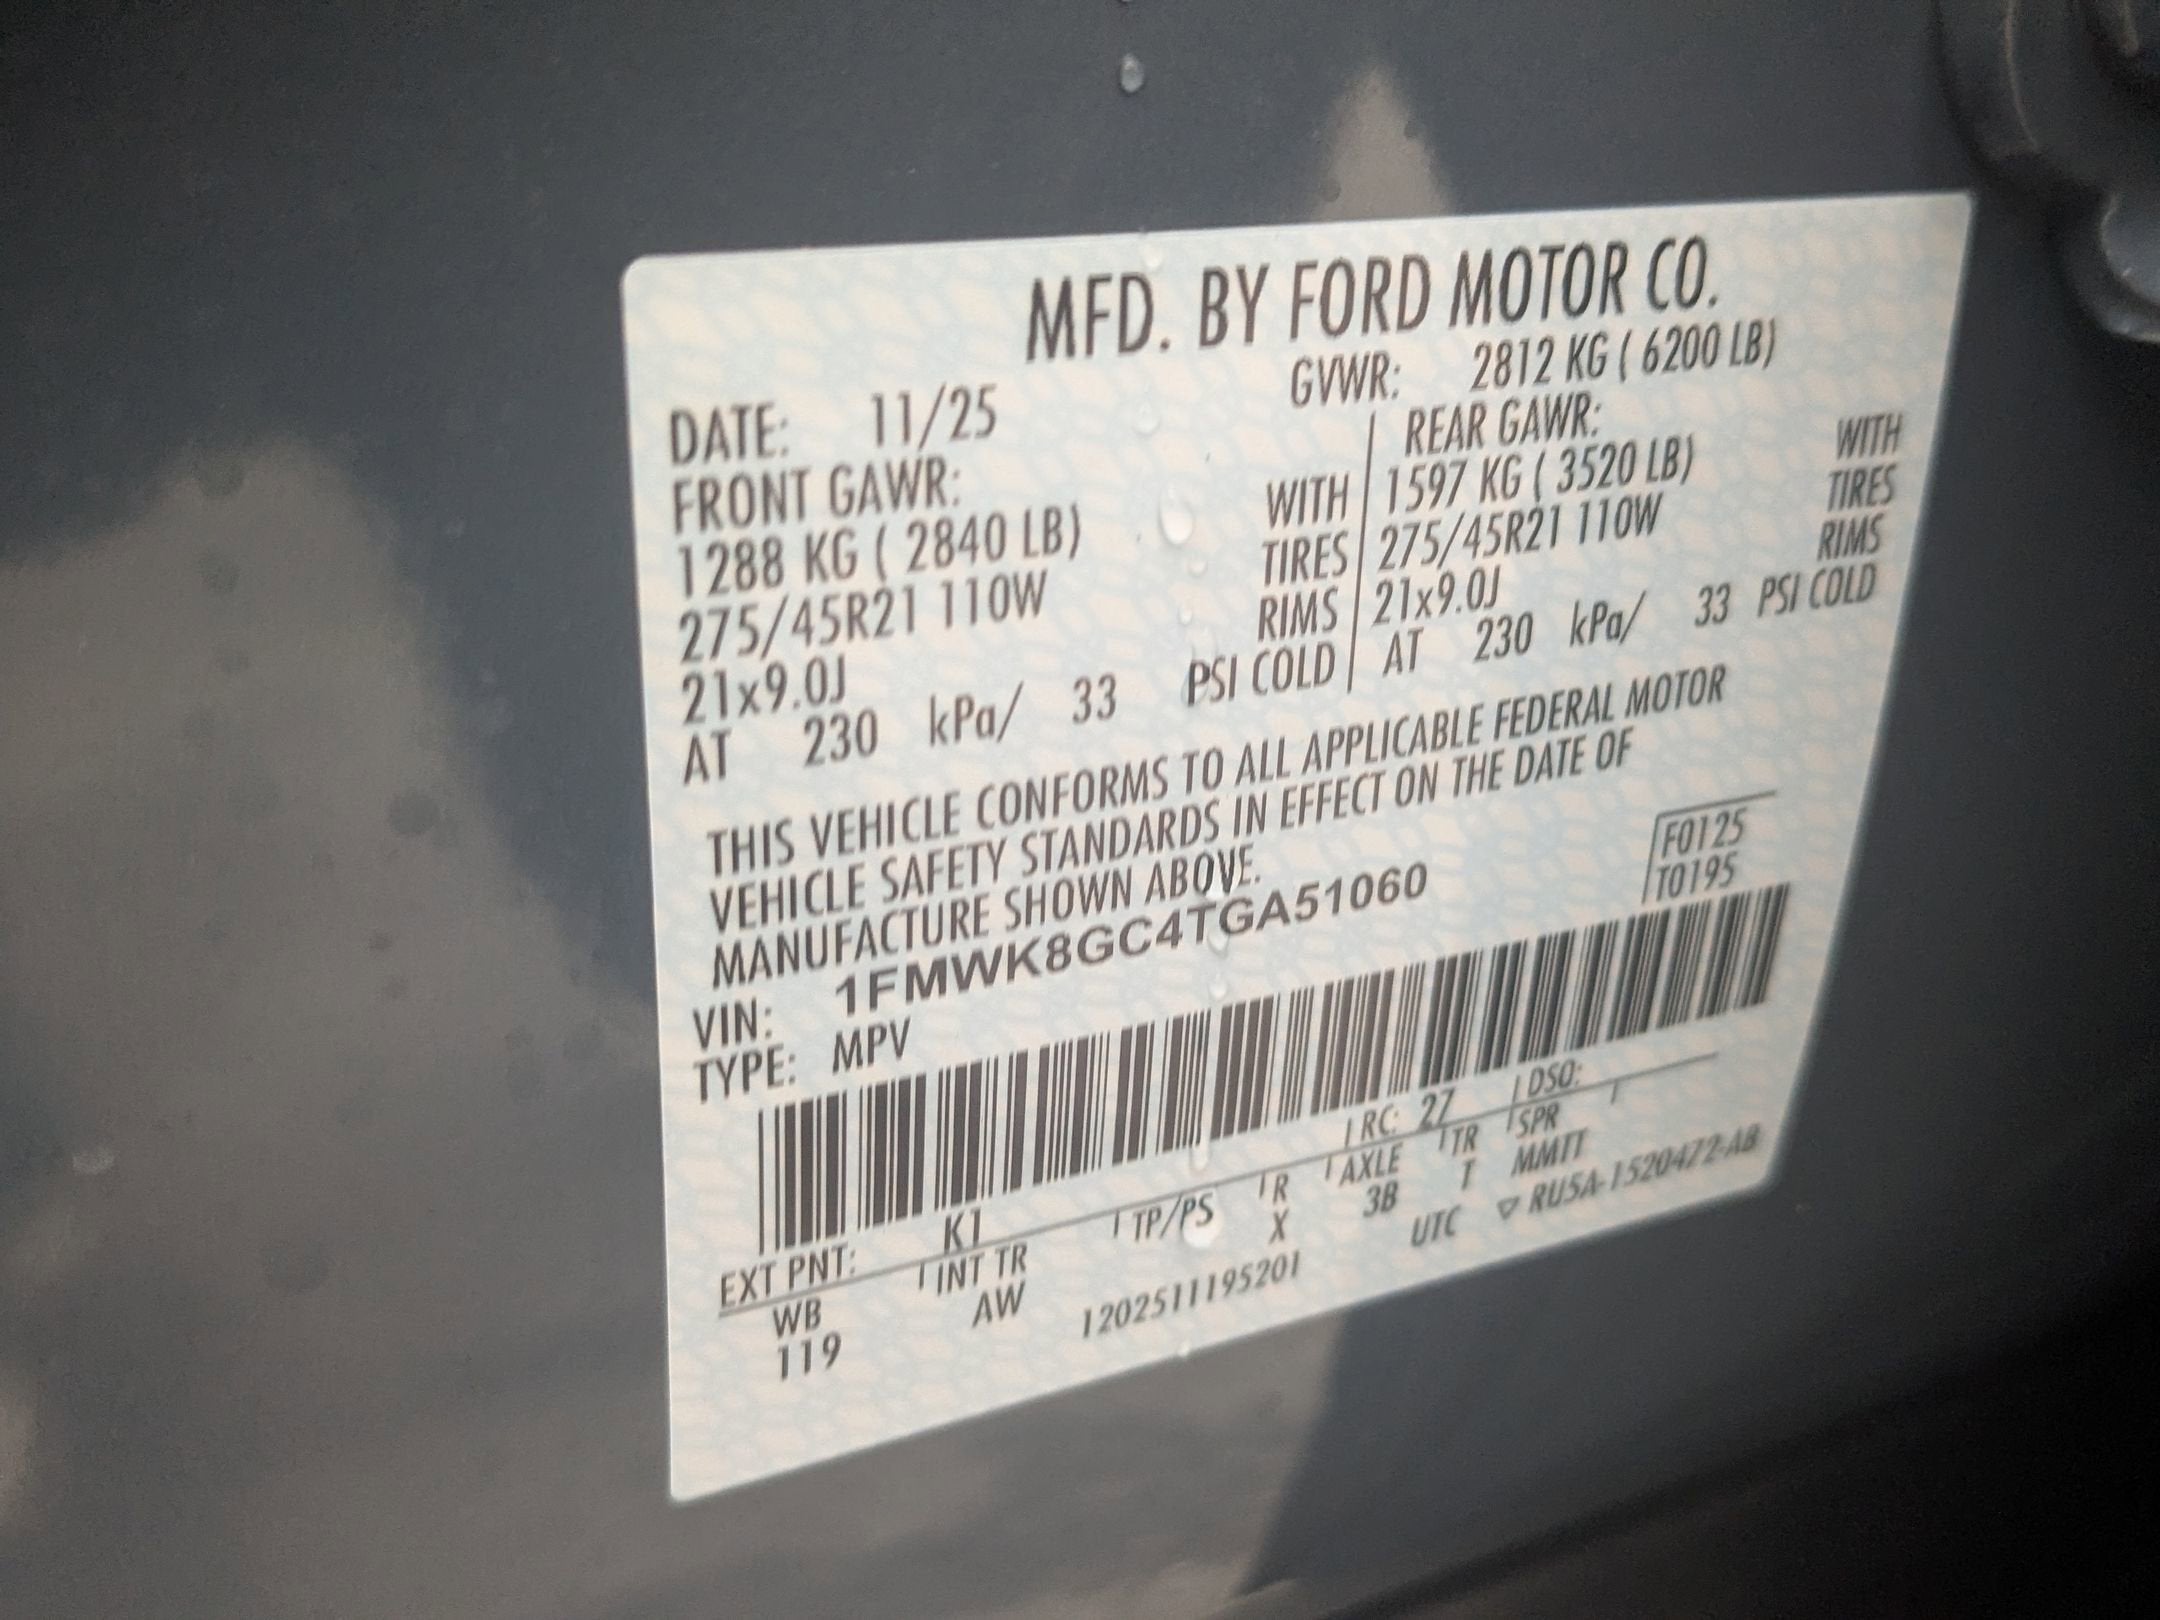 MFD. BY FORD MOTOR CO.
DATE: 11/25 GVWR: 2812 KG ( 6200 LB)
FRONT GAWR: REAR GAWR:
1288 KG ( 2840 LB) WITH 1597 KG ( 3520 LB) WITH
275/45R21 110W TIRES 275/45R21 110W TIRES
21x9.0J RIMS 21x9.0J RIMS
AT 230 kPa/ 33 PSI COLD AT 230 kPa/ 33 PSI COLD
THIS VEHICLE CONFORMS TO ALL APPLICABLE FEDERAL MOTOR
VEHICLE SAFETY STANDARDS IN EFFECT ON THE DATE OF
MANUFACTURE SHOWN ABOVE.
F0125
T0195
VIN: 1FMWK8GC4TGA51060
TYPE: MPV
EXT PNT: K1 RC: 27 DSO:
WB INT TR TP/PS R AXLE TR SPR
119 AW X 3B T MMTT
1202511195201 UTC ▽ RU5A-1520472-AB